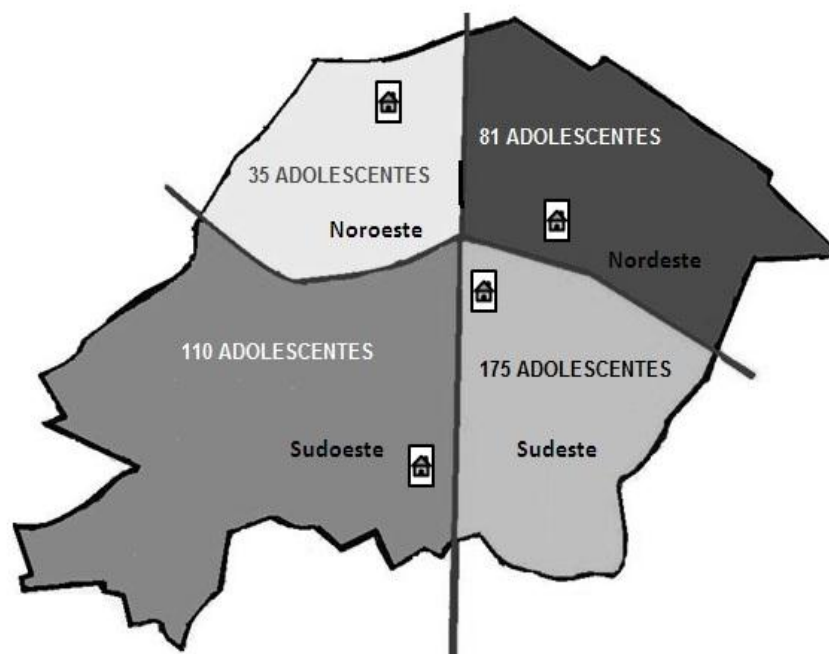 81 ADOLESCENTES
35 ADOLESCENTES
Noroeste
Nordeste
110 ADOLESCENTES
175 ADOLESCENTES
Sudoeste
Sudeste